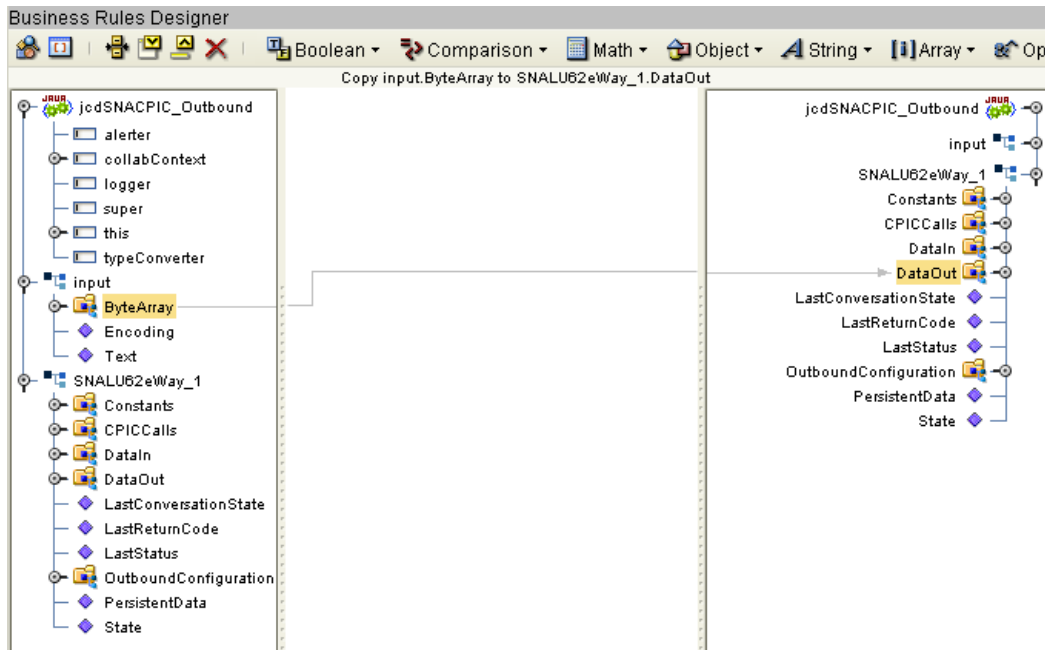 Business Rules Designer
Boolean Comparison Math Object String Array Op
Copy input.ByteArray to SNALU62eWay_1.DataOut
jcdSNACPIC_Outbound
alerter
collabContext
logger
super
this
typeConverter
input
ByteArray
Encoding
Text
SNALU62eWay_1
Constants
CPICCalls
DataIn
DataOut
LastConversationState
LastReturnCode
LastStatus
OutboundConfiguration
PersistentData
State
jcdSNACPIC_Outbound
input
SNALU62eWay_1
Constants
CPICCalls
DataIn
DataOut
LastConversationState
LastReturnCode
LastStatus
OutboundConfiguration
PersistentData
State